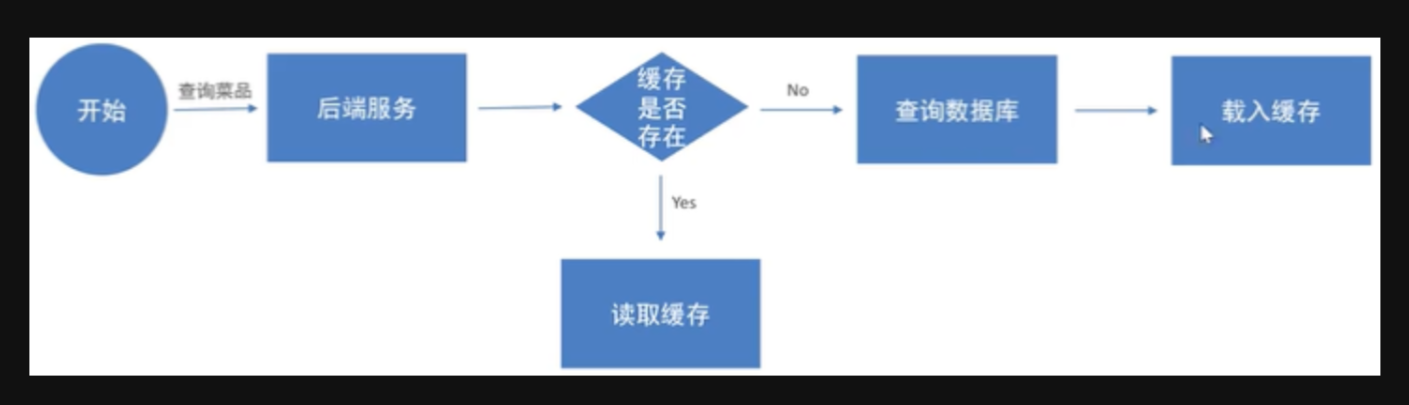 开始
查询菜品
后端服务
缓存
是否
存在
No
查询数据库
载入缓存
Yes
读取缓存